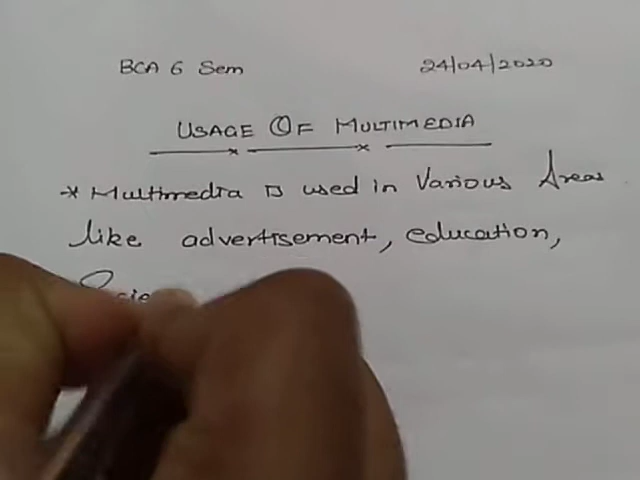 BCA 6 Sem 24/04/2020
USAGE OF MULTIMEDIA
* Multimedia is used in Various Areas
like advertisement, education,